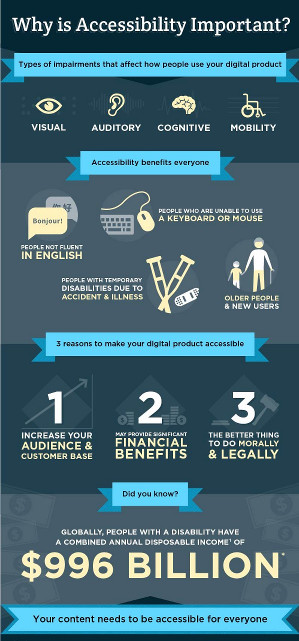 Why is Accessibility Important?
Types of impairments that affect how people use your digital product
VISUAL
AUDITORY
COGNITIVE
MOBILITY
Accessibility benefits everyone
Bonjour!
PEOPLE NOT FLUENT
IN ENGLISH
PEOPLE WHO ARE UNABLE TO USE
A KEYBOARD OR MOUSE
PEOPLE WITH TEMPORARY
DISABILITIES DUE TO
ACCIDENT & ILLNESS
OLDER PEOPLE
& NEW USERS
3 reasons to make your digital product accessible
1
INCREASE YOUR
AUDIENCE &
CUSTOMER BASE
2
MAY PROVIDE SIGNIFICANT
FINANCIAL
BENEFITS
3
THE BETTER THING
TO DO MORALLY
& LEGALLY
Did you know?
GLOBALLY, PEOPLE WITH A DISABILITY HAVE
A COMBINED ANNUAL DISPOSABLE INCOME¹ OF
$996 BILLION*
Your content needs to be accessible for everyone